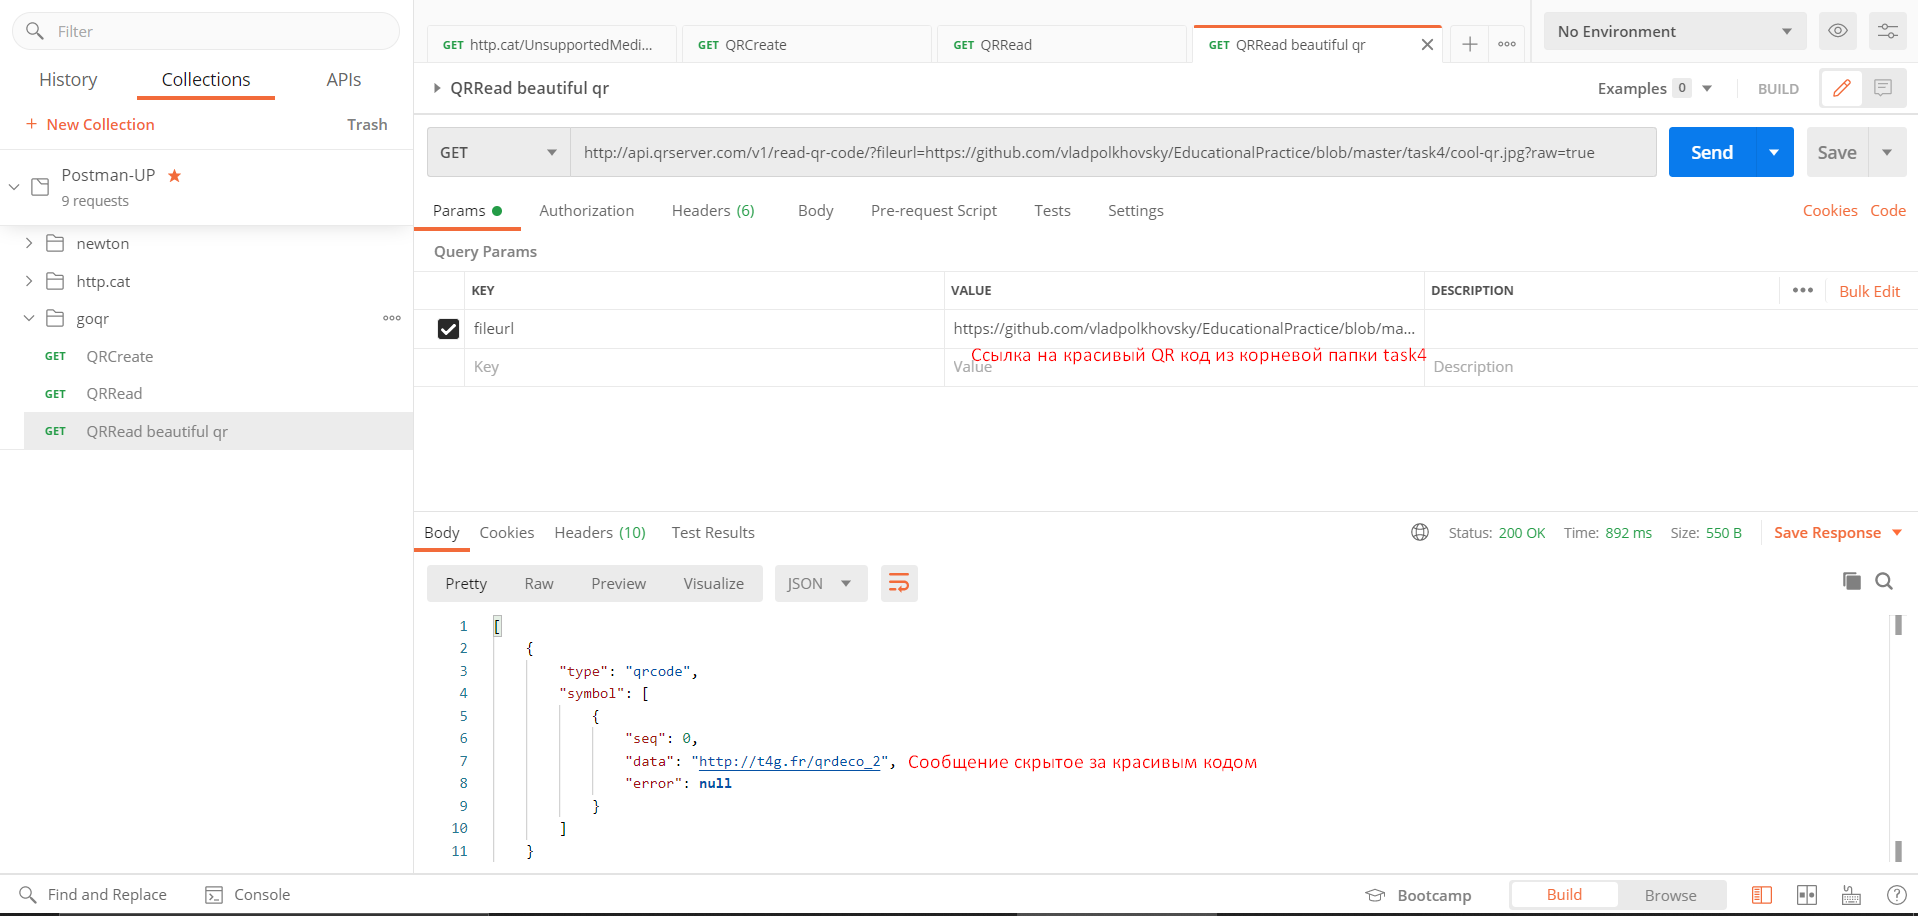 Filter
History Collections APIs
+ New Collection Trash
Postman-UP
9 requests
newton
http.cat
goqr
GET QRCreate
GET QRRead
GET QRRead beautiful qr
GET http.cat/UnsupportedMedi... GET QRCreate GET QRRead GET QRRead beautiful qr
No Environment
QRRead beautiful qr
Examples 0 BUILD
GET http://api.qrserver.com/v1/read-qr-code/?fileurl=https://github.com/vladpolkhovsky/EducationalPractice/blob/master/task4/cool-qr.jpg?raw=true Send Save
Params Authorization Headers (6) Body Pre-request Script Tests Settings Cookies Code
Query Params
KEY VALUE DESCRIPTION Bulk Edit
fileurl https://github.com/vladpolkhovsky/EducationalPractice/blob/ma...
Ссылка на красивый QR код из корневой папки task4
Key Value Description
Body Cookies Headers (10) Test Results Status: 200 OK Time: 892 ms Size: 550 B Save Response
Pretty Raw Preview Visualize JSON
1 [
2 {
3 "type": "qrcode",
4 "symbol": [
5 {
6 "seq": 0,
7 "data": "http://t4g.fr/qrdeco_2", Сообщение скрытое за красивым кодом
8 "error": null
9 }
10 ]
11 }
Find and Replace Console Bootcamp Build Browse